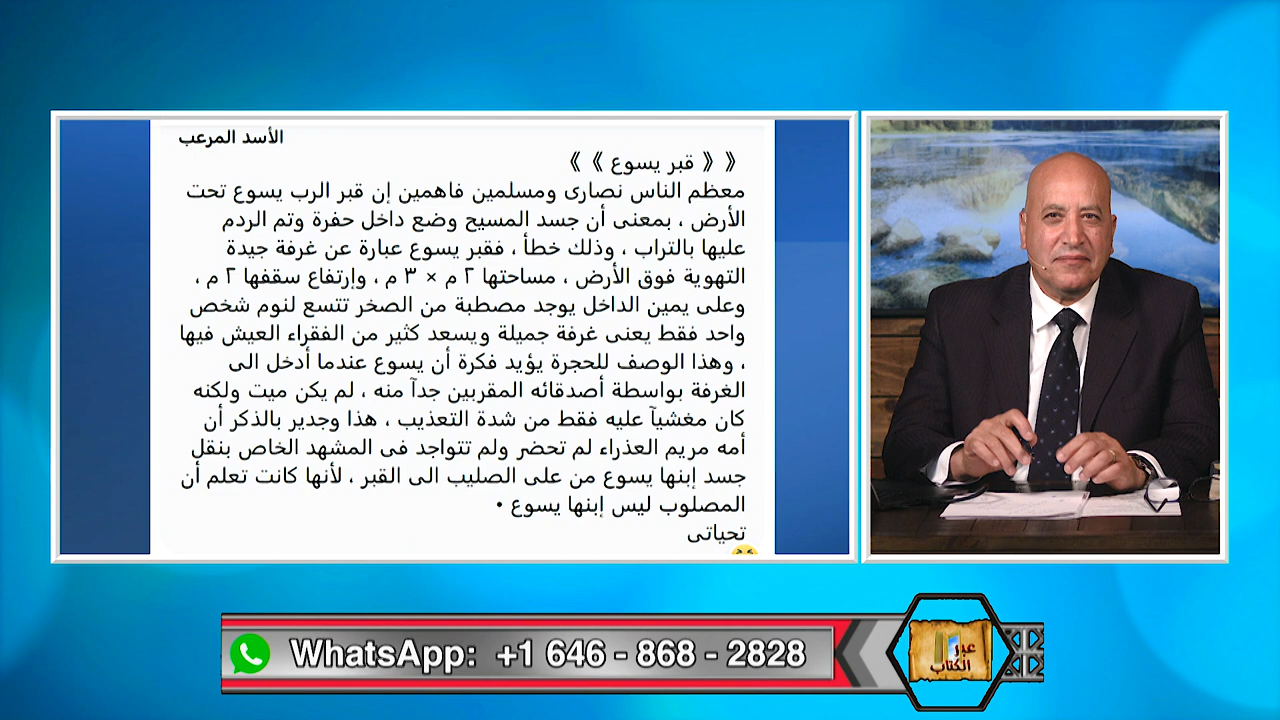 الأسد المرعب
《 《 قبر يسوع 》 》
معظم الناس نصارى ومسلمين فاهمين إن قبر الرب يسوع تحت
الأرض ، بمعنى أن جسد المسيح وضع داخل حفرة وتم الردم
عليها بالتراب ، وذلك خطأ ، فقبر يسوع عبارة عن غرفة جيدة
التهوية فوق الأرض ، مساحتها ٢ م × ٣ م ، وإرتفاع سقفها ٢ م ،
وعلى يمين الداخل يوجد مصطبة من الصخر تتسع لنوم شخص
واحد فقط يعنى غرفة جميلة ويسعد كثير من الفقراء العيش فيها
، وهذا الوصف للحجرة يؤيد فكرة أن يسوع عندما أدخل الى
الغرفة بواسطة أصدقائه المقربين جدآ منه ، لم يكن ميت ولكنه
كان مغشيآ عليه فقط من شدة التعذيب ، هذا وجدير بالذكر أن
أمه مريم العذراء لم تحضر ولم تتواجد فى المشهد الخاص بنقل
جسد إبنها يسوع من على الصليب الى القبر ، لأنها كانت تعلم أن
المصلوب ليس إبنها يسوع •
تحياتى
WhatsApp: +1 646 - 868 - 2828
عبر
الكتاب